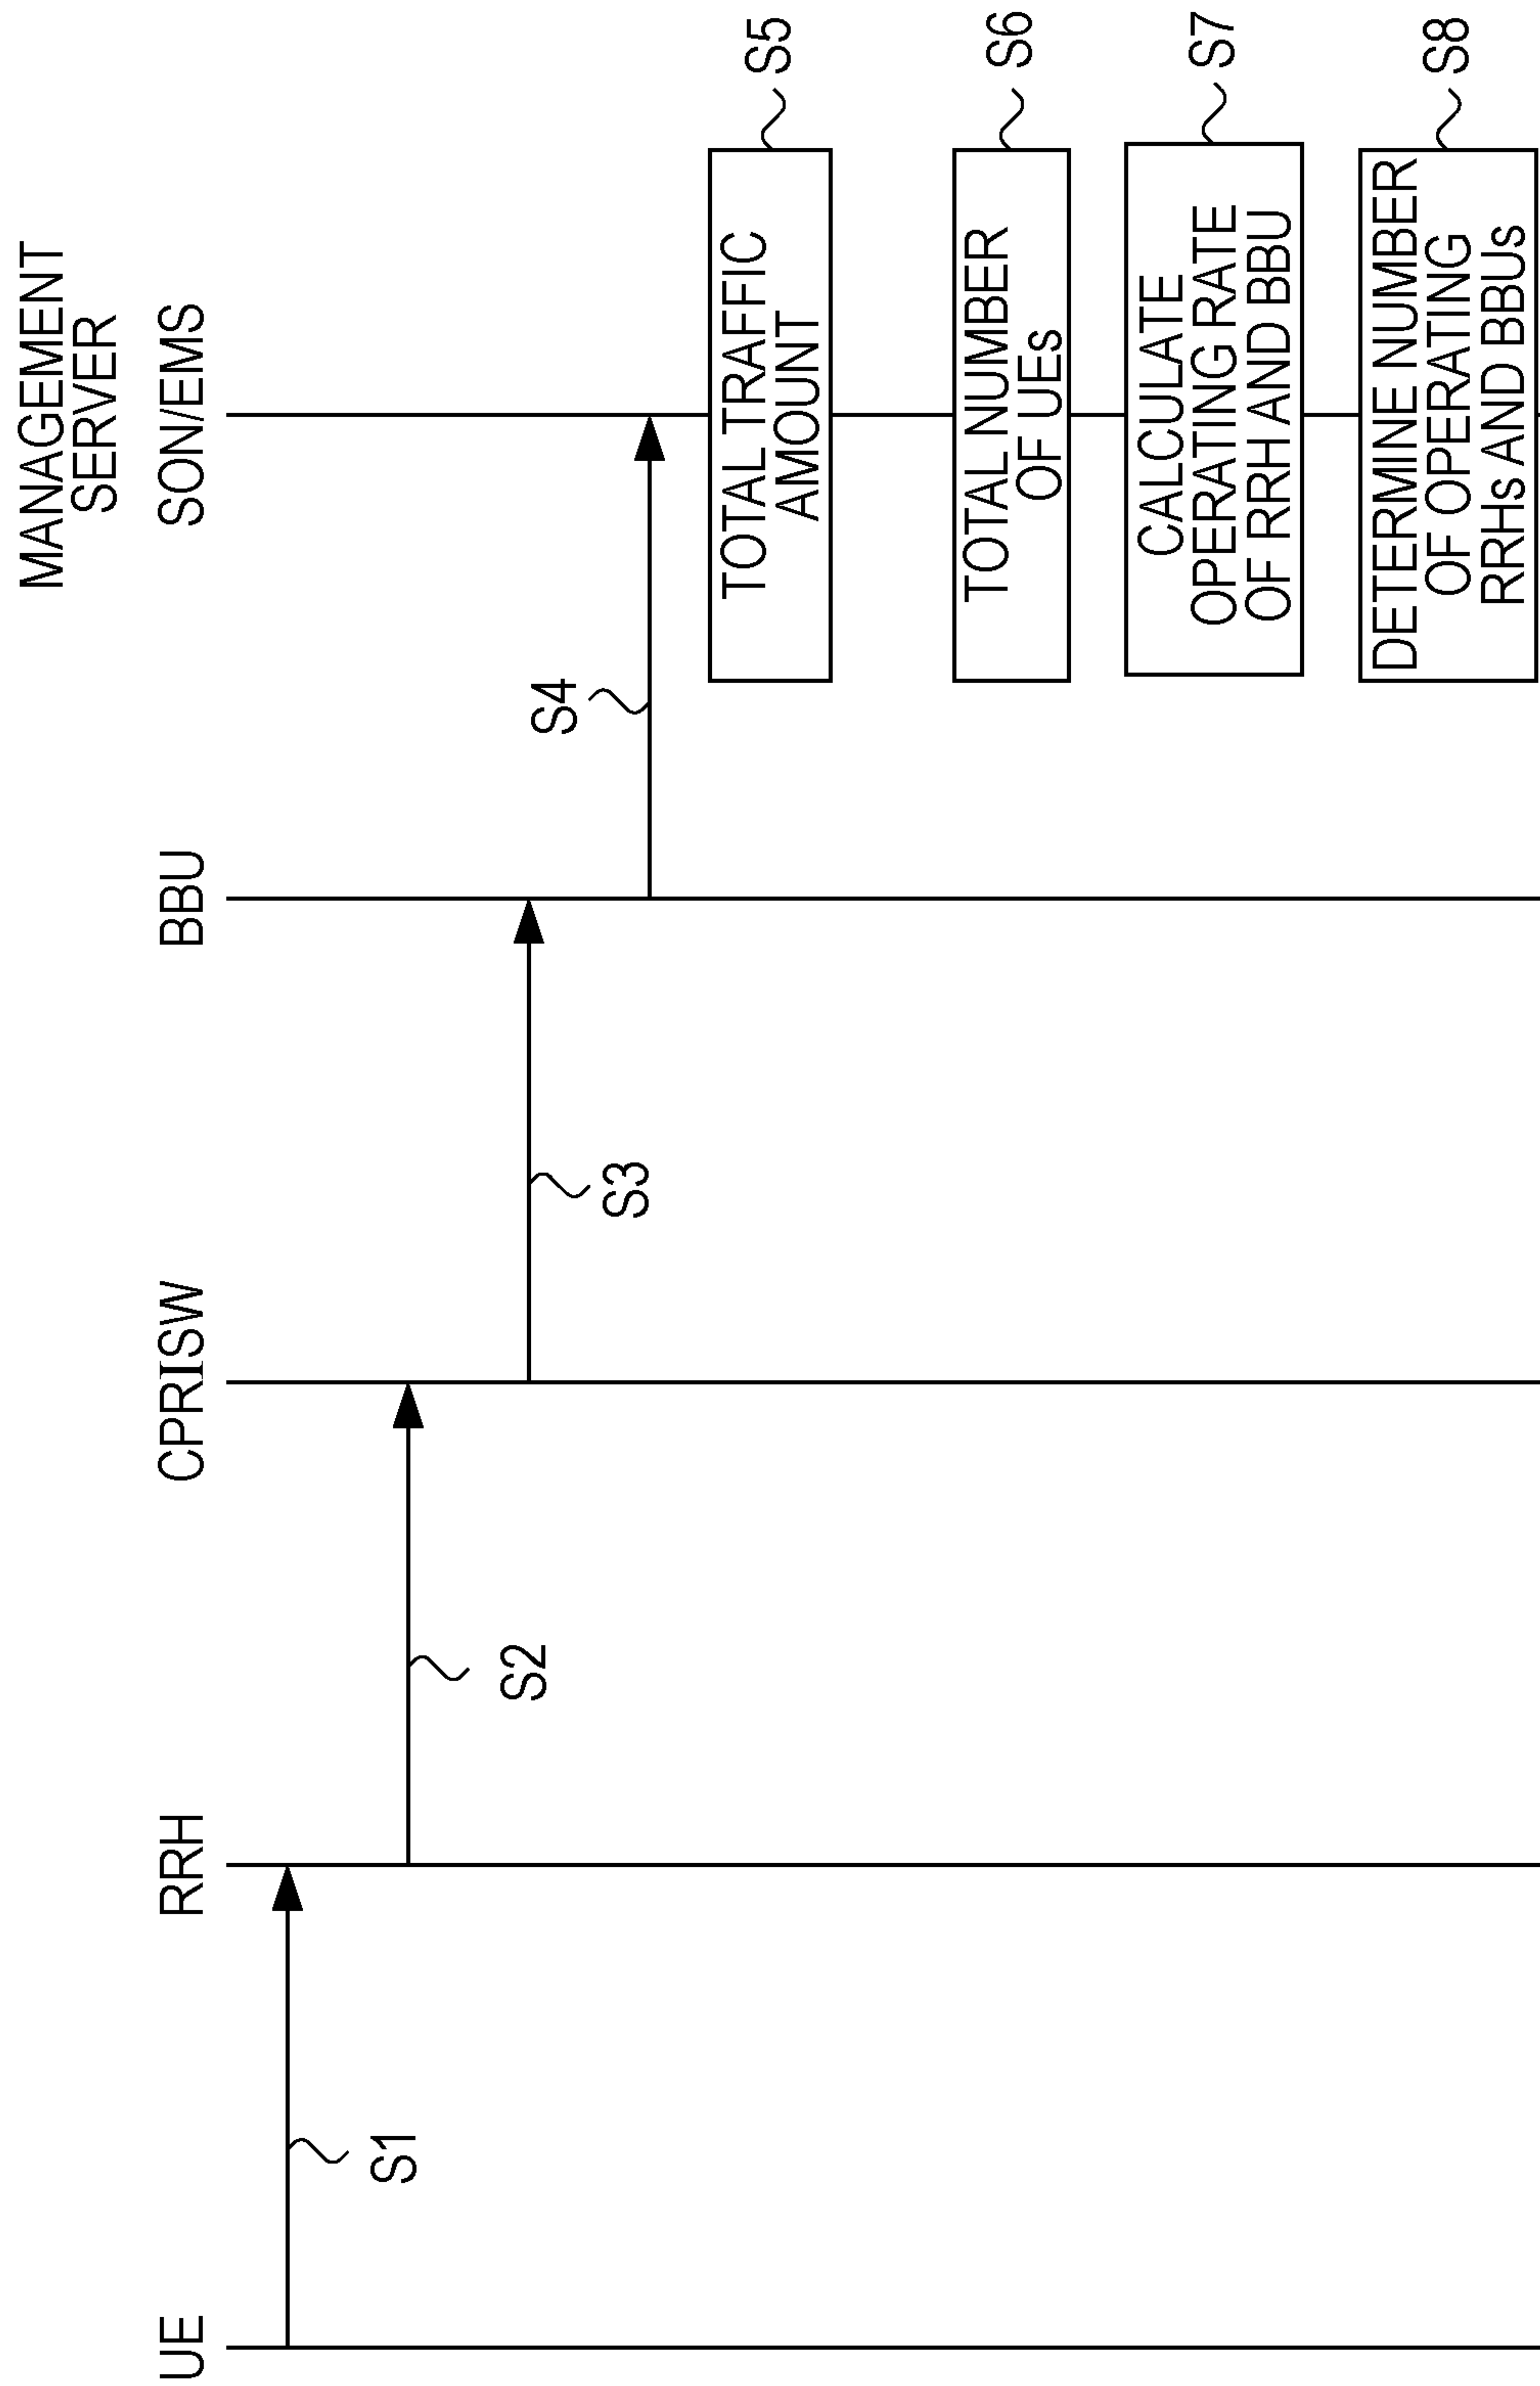 UE
RRH
CPRISW
BBU
MANAGEMENT
SERVER
SON/EMS
S1
S2
S3
S4
TOTAL TRAFFIC
AMOUNT
S5
TOTAL NUMBER
OF UEs
S6
CALCULATE
OPERATING RATE
OF RRH AND BBU
S7
DETERMINE NUMBER
OF OPERATING
RRHs AND BBUs
S8